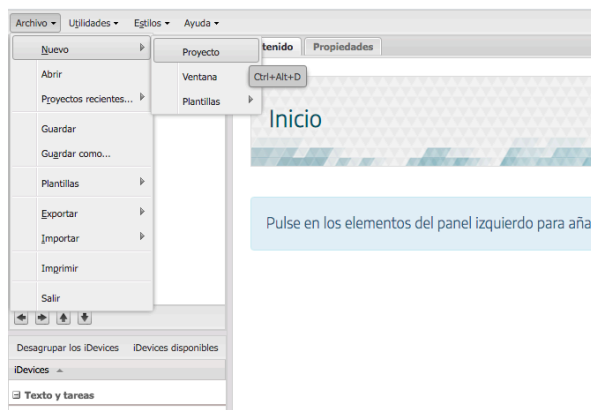 Archivo Utilidades Estilos Ayuda
Nuevo
Abrir
Proyectos recientes...
Guardar
Guardar como...
Plantillas
Exportar
Importar
Imprimir
Salir
Proyecto
Ventana
Plantillas
Ctrl+Alt+D
tenido Propiedades
Inicio
Pulse en los elementos del panel izquierdo para aña
Desagrupar los iDevices iDevices disponibles
iDevices
Texto y tareas